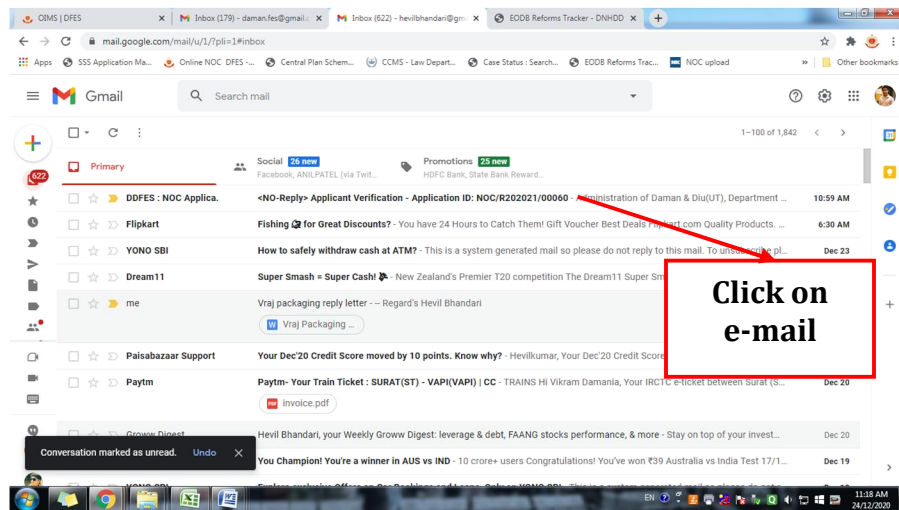 OIMS | DFES
Inbox (179) - daman.fes@gmail.c
Inbox (622) - hevilbhandari@gm
EODB Reforms Tracker - DNHDD
mail.google.com/mail/u/1/?pli=1#inbox
Apps SSS Application Ma... Online NOC DFES -... Central Plan Schem... CCMS - Law Depart... Case Status : Search... EODB Reforms Trac... NOC upload » Other bookmarks
Gmail
Search mail
1–100 of 1,842
Primary
Social 26 new
Facebook, ANILPATEL (via Twit...
Promotions 25 new
HDFC Bank, State Bank Reward...
622
DDFES : NOC Applica. <NO-Reply> Applicant Verification - Application ID: NOC/R202021/00060 - Administration of Daman & Diu(UT), Department ... 10:59 AM
Flipkart Fishing 🎣 for Great Discounts? - You have 24 Hours to Catch Them! Gift Voucher Best Deals Flipkart.com Quality Products. ... 6:30 AM
YONO SBI How to safely withdraw cash at ATM? - This is a system generated mail so please do not reply to this mail. To unsubscribe pl... Dec 23
Dream11 Super Smash = Super Cash! - New Zealand's Premier T20 competition The Dream11 Super Sm
Click on
e-mail
me Vraj packaging reply letter - -- Regard's Hevil Bhandari
W Vraj Packaging ...
Paisabazaar Support Your Dec'20 Credit Score moved by 10 points. Know why? - Hevilkumar, Your Dec'20 Credit Score
Paytm Paytm- Your Train Ticket : SURAT(ST) - VAPI(VAPI) | CC - TRAINS Hi Vikram Damania, Your IRCTC e-ticket between Surat (S... Dec 20
PDF invoice.pdf
Groww Digest Hevil Bhandari, your Weekly Groww Digest: leverage & debt, FAANG stocks performance, & more - Stay on top of your invest... Dec 20
Conversation marked as unread. Undo
You Champion! You're a winner in AUS vs IND - 10 crore+ users Congratulations! You've won ₹39 Australia vs India Test 17/1... Dec 19
EN
11:18 AM
24/12/2020